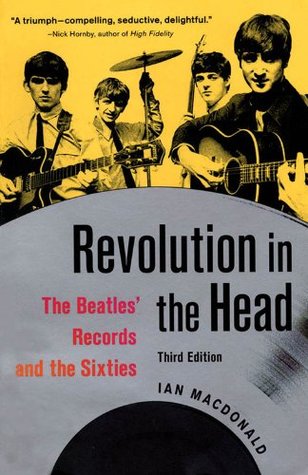 "A triumph—compelling, seductive, delightful."
—Nick Hornby, author of High Fidelity
Revolution in
the Head
The Beatles'
Records
and the Sixties
Third Edition
IAN MACDONALD